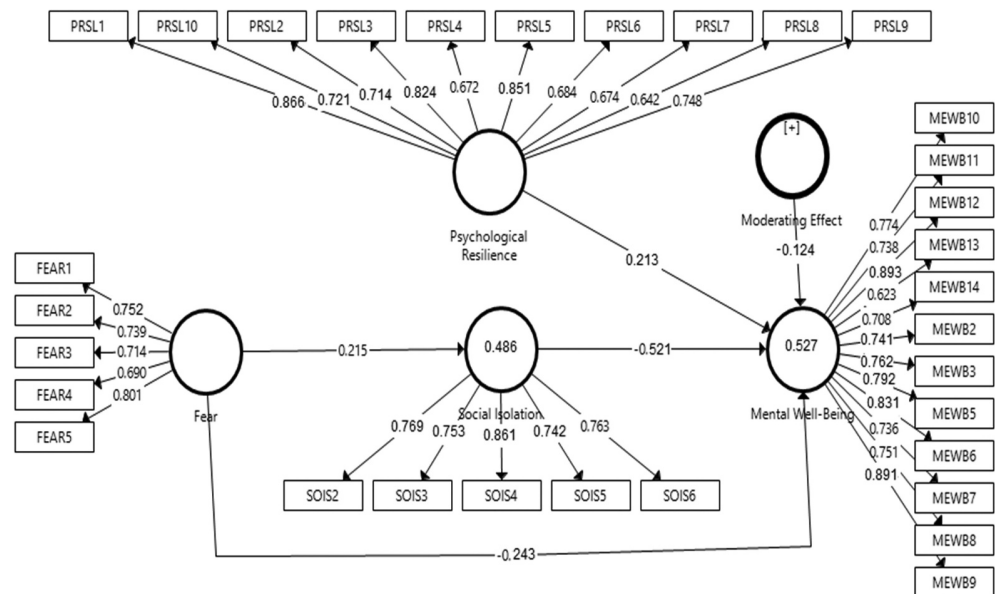 PRSL1 PRSL10 PRSL2 PRSL3 PRSL4 PRSL5 PRSL6 PRSL7 PRSL8 PRSL9
0.866 0.721 0.714 0.824 0.672 0.851 0.684 0.674 0.642 0.748
Psychological
Resilience
[+]
Moderating Effect
-0.124
0.213
FEAR1
FEAR2
FEAR3
FEAR4
FEAR5
0.752
0.739
0.714
0.690
0.801
Fear
0.215
0.486
Social Isolation
-0.521
0.527
Mental Well-Being
0.769 0.753 0.861 0.742 0.763
SOIS2 SOIS3 SOIS4 SOIS5 SOIS6
-0.243
0.774
0.738
0.893
0.623
0.708
0.741
0.762
0.792
0.831
0.736
0.751
0.891
MEWB10
MEWB11
MEWB12
MEWB13
MEWB14
MEWB2
MEWB3
MEWB5
MEWB6
MEWB7
MEWB8
MEWB9